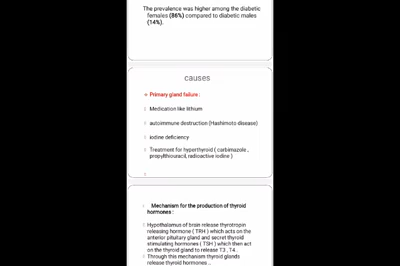 The prevalence was higher among the diabetic
females (86%) compared to diabetic males
(14%).
causes
Primary gland failure :
Medication like lithium
autoimmune destruction (Hashimoto disease)
iodine deficiency
Treatment for hyperthyroid ( carbimazole ,
propylthiouracil, radioactive iodine )
Mechanism for the production of thyroid
hormones :
Hypothalamus of brain release thyrotropin
releasing hormone ( TRH ) which acts on the
anterior pituitary gland and secret thyroid
stimulating hormones ( TSH ) which then act
on the thyroid gland to release T3 , T4 .
Through this mechanism thyroid glands
release thyroid hormones ..